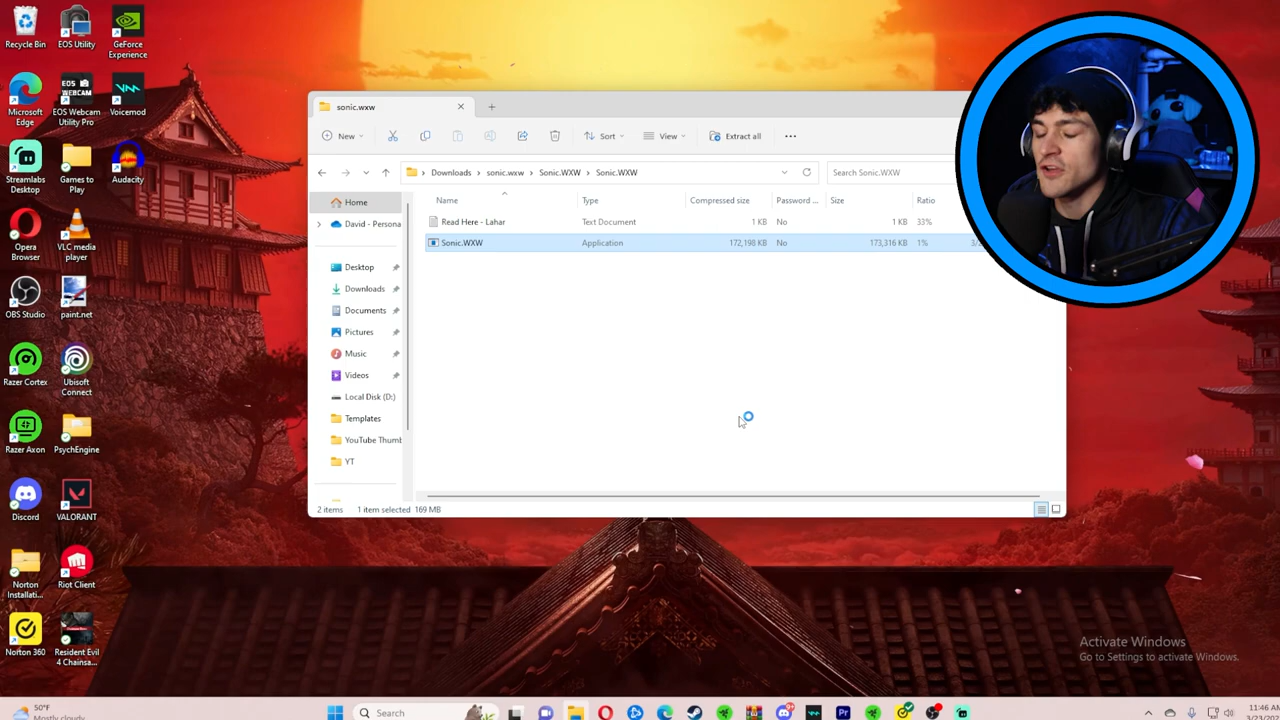 Recycle Bin
EOS Utility
GeForce
Experience
Microsoft
Edge
EOS Webcam
Utility Pro
Voicemod
Streamlabs
Desktop
Games to
Play
Audacity
Opera
Browser
VLC media
player
OBS Studio
paint.net
Razer Cortex
Ubisoft
Connect
Razer Axon
PsychEngine
Discord
VALORANT
Norton
Installati...
Riot Client
Norton 360
Resident Evil
4 Chainsa...
sonic.wxw
New
Sort
View
Extract all
Downloads > sonic.wxw > Sonic.WXW > Sonic.WXW
Search Sonic.WXW
Name Type Compressed size Password ... Size Ratio
Read Here - Lahar Text Document 1 KB No 1 KB 33%
Sonic.WXW Application 172,198 KB No 173,316 KB 1%
Home
David - Persona
Desktop
Downloads
Documents
Pictures
Music
Videos
Local Disk (D:)
Templates
YouTube Thumb
YT
2 items 1 item selected 169 MB
Activate Windows
Go to Settings to activate Windows.
50°F
Mostly cloudy
Search
11:46 AM